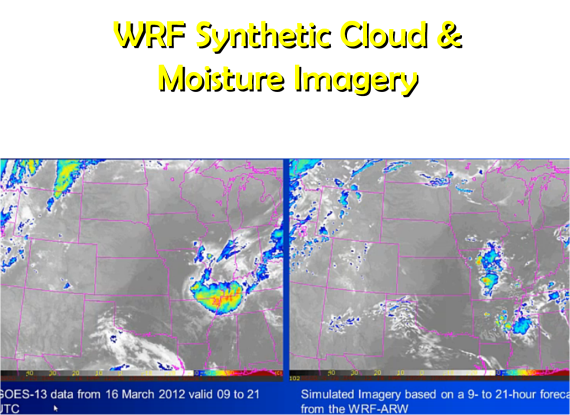 WRF Synthetic Cloud &
Moisture Imagery
GOES-13 data from 16 March 2012 valid 09 to 21
UTC
Simulated Imagery based on a 9- to 21-hour
from the WRF-ARW